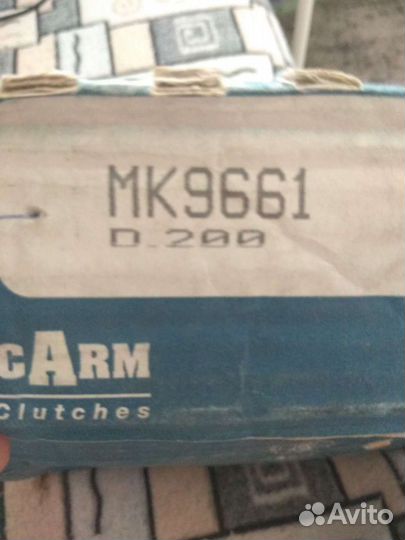 MK9661
D.200
CARM
Clutches
Avito